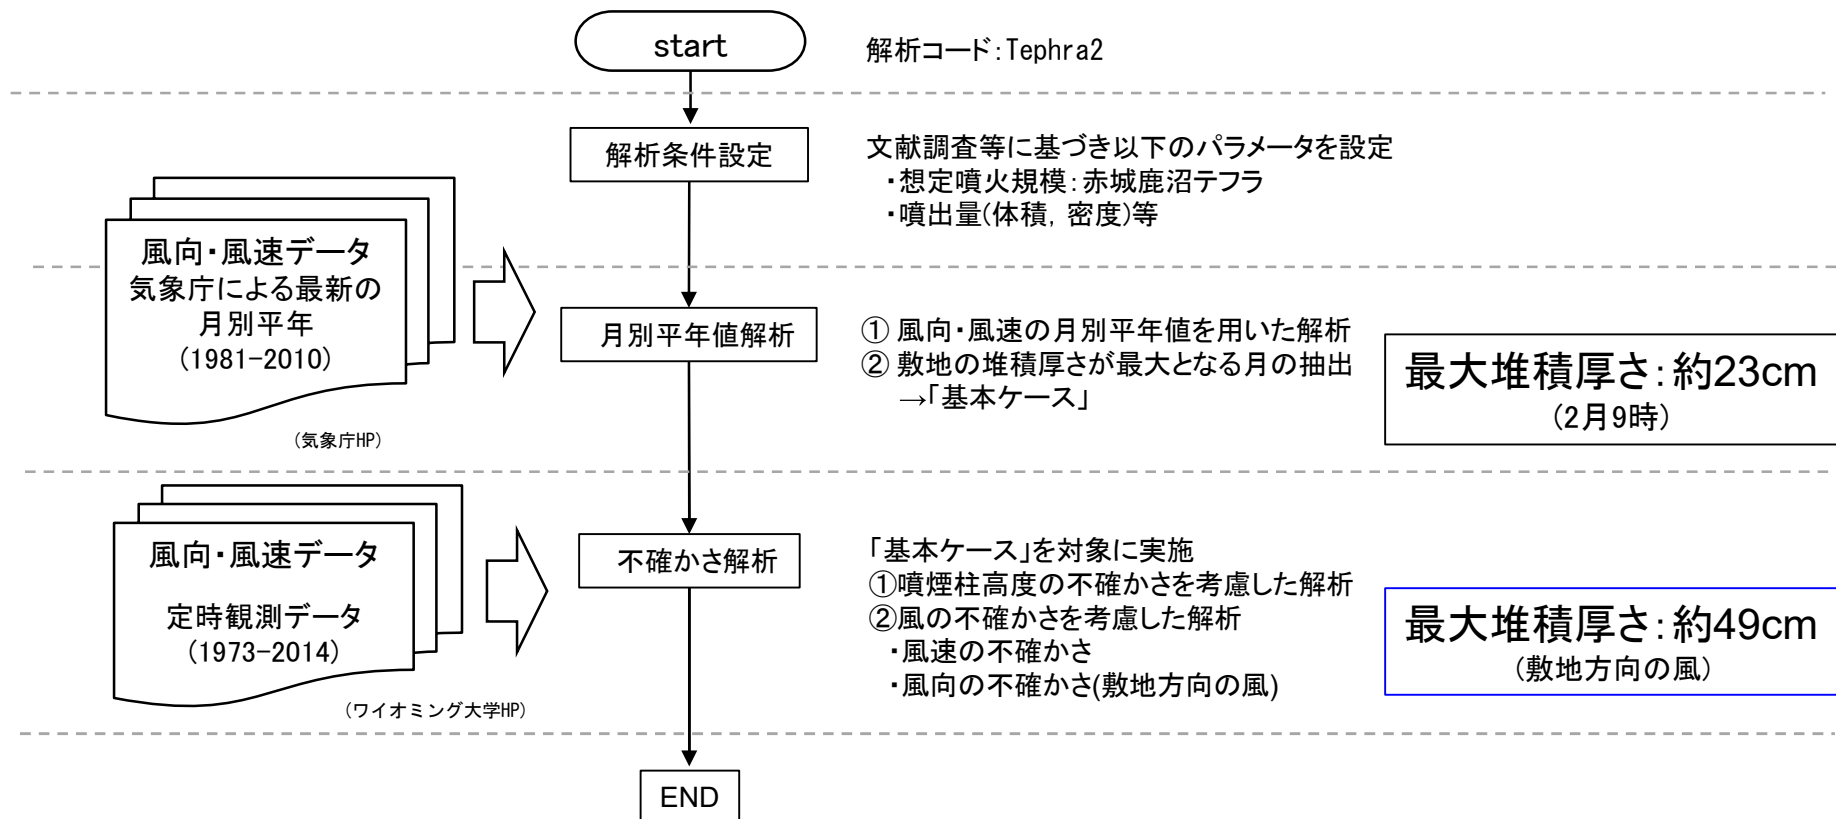 start
解析コード：Tephra2
解析条件設定
文献調査等に基づき以下のパラメータを設定
・想定噴火規模：赤城鹿沼テフラ
・噴出量(体積，密度)等
風向・風速データ
気象庁による最新の
月別平年
(1981-2010)
(気象庁HP)
月別平年値解析
① 風向・風速の月別平年値を用いた解析
② 敷地の堆積厚さが最大となる月の抽出
→「基本ケース」
最大堆積厚さ：約23cm
(2月9時)
風向・風速データ
定時観測データ
(1973-2014)
(ワイオミング大学HP)
不確かさ解析
「基本ケース」を対象に実施
①噴煙柱高度の不確かさを考慮した解析
②風の不確かさを考慮した解析
・風速の不確かさ
・風向の不確かさ(敷地方向の風)
最大堆積厚さ：約49cm
(敷地方向の風)
END